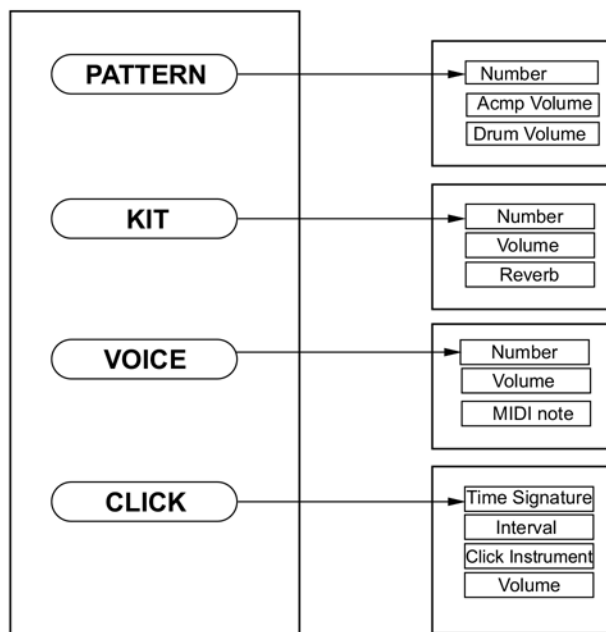 PATTERN
Number
Acmp Volume
Drum Volume
KIT
Number
Volume
Reverb
VOICE
Number
Volume
MIDI note
CLICK
Time Signature
Interval
Click Instrument
Volume